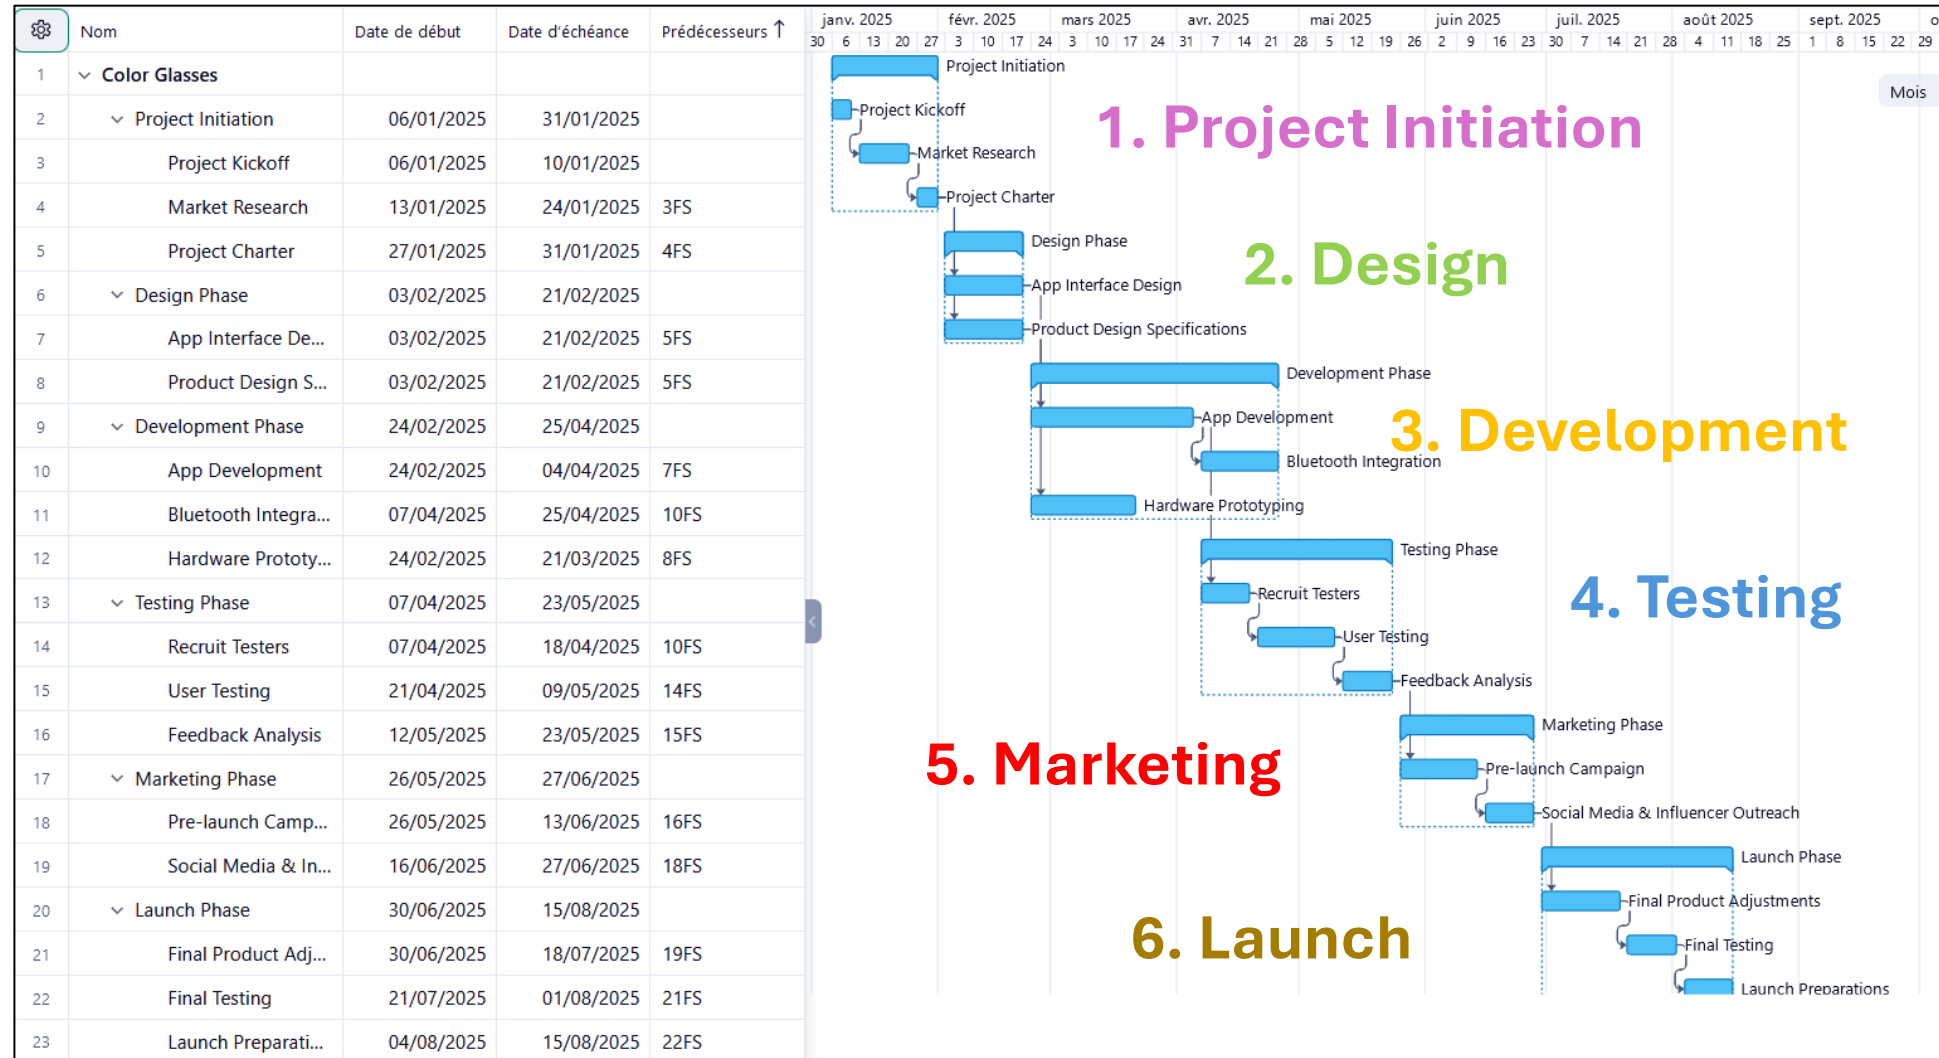 Nom Date de début Date d'échéance Prédécesseurs ↑
1 Color Glasses
2 Project Initiation 06/01/2025 31/01/2025
3 Project Kickoff 06/01/2025 10/01/2025
4 Market Research 13/01/2025 24/01/2025 3FS
5 Project Charter 27/01/2025 31/01/2025 4FS
6 Design Phase 03/02/2025 21/02/2025
7 App Interface De... 03/02/2025 21/02/2025 5FS
8 Product Design S... 03/02/2025 21/02/2025 5FS
9 Development Phase 24/02/2025 25/04/2025
10 App Development 24/02/2025 04/04/2025 7FS
11 Bluetooth Integra... 07/04/2025 25/04/2025 10FS
12 Hardware Prototy... 24/02/2025 21/03/2025 8FS
13 Testing Phase 07/04/2025 23/05/2025
14 Recruit Testers 07/04/2025 18/04/2025 10FS
15 User Testing 21/04/2025 09/05/2025 14FS
16 Feedback Analysis 12/05/2025 23/05/2025 15FS
17 Marketing Phase 26/05/2025 27/06/2025
18 Pre-launch Camp... 26/05/2025 13/06/2025 16FS
19 Social Media & In... 16/06/2025 27/06/2025 18FS
20 Launch Phase 30/06/2025 15/08/2025
21 Final Product Adj... 30/06/2025 18/07/2025 19FS
22 Final Testing 21/07/2025 01/08/2025 21FS
23 Launch Preparati... 04/08/2025 15/08/2025 22FS
janv. 2025 févr. 2025 mars 2025 avr. 2025 mai 2025 juin 2025 juil. 2025 août 2025 sept. 2025 o
30 6 13 20 27 3 10 17 24 3 10 17 24 31 7 14 21 28 5 12 19 26 2 9 16 23 30 7 14 21 28 4 11 18 25 1 8 15 22 29
Project Initiation
Mois
Project Kickoff
1. Project Initiation
Market Research
Project Charter
Design Phase
2. Design
App Interface Design
Product Design Specifications
Development Phase
App Development
3. Development
Bluetooth Integration
Hardware Prototyping
Testing Phase
Recruit Testers
4. Testing
User Testing
Feedback Analysis
Marketing Phase
5. Marketing
Pre-launch Campaign
Social Media & Influencer Outreach
Launch Phase
Final Product Adjustments
6. Launch
Final Testing
Launch Preparations